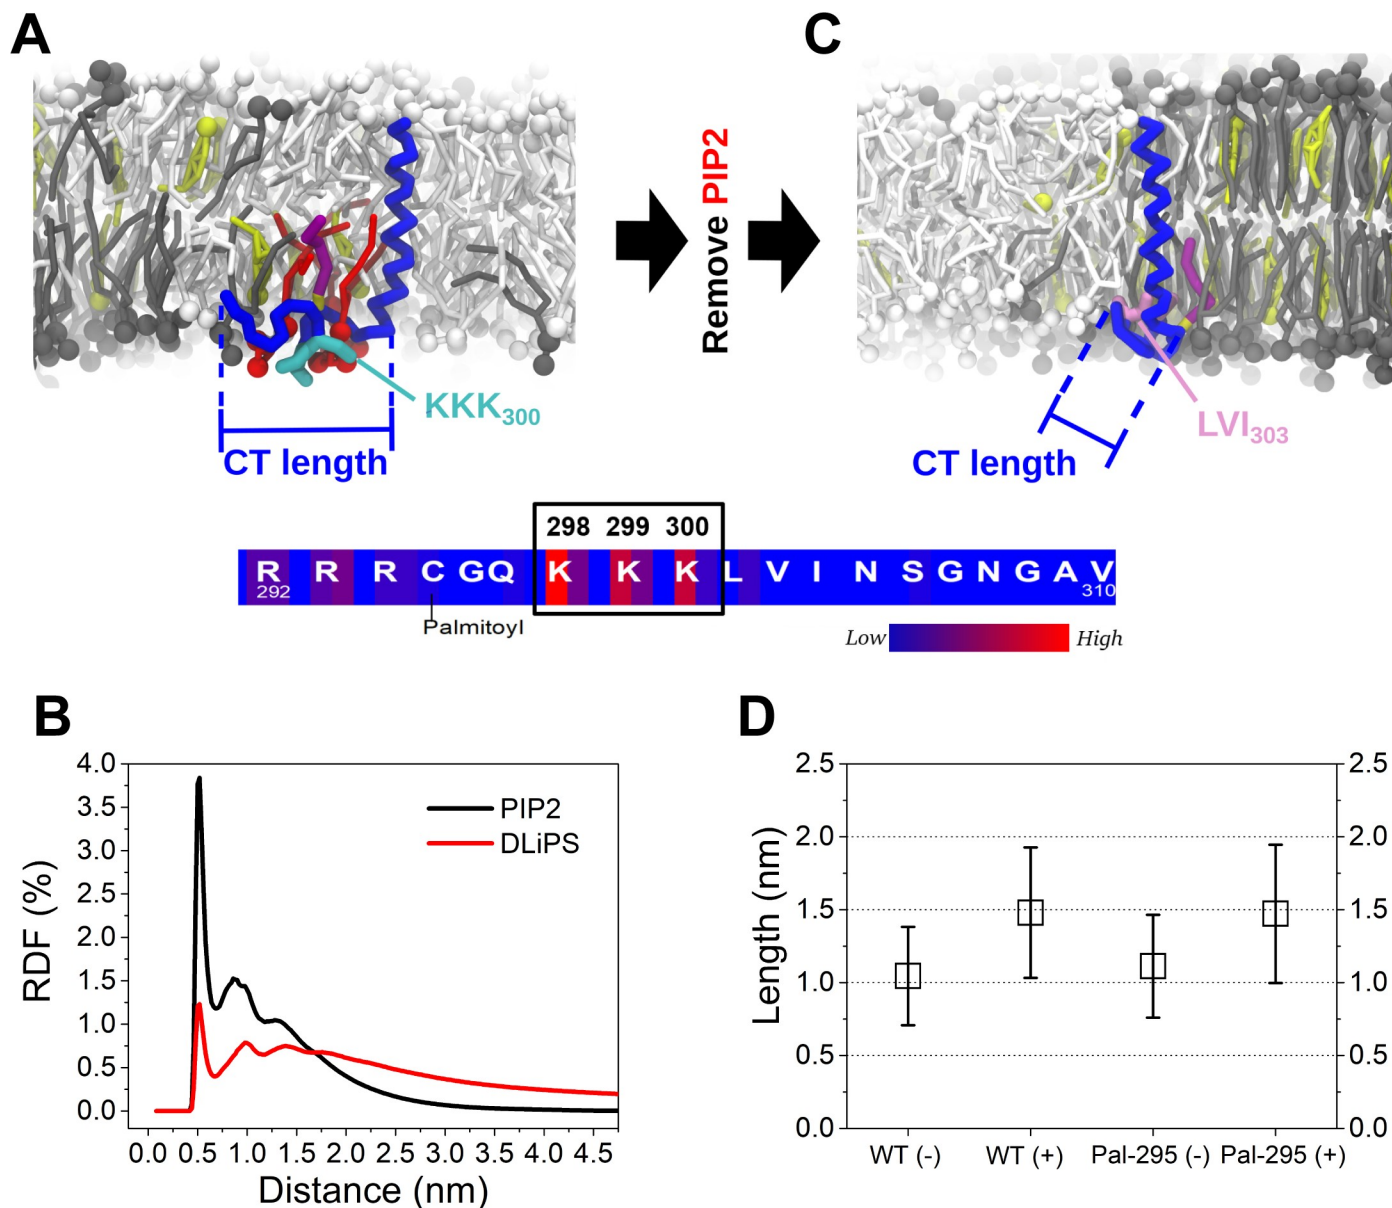 A
C
Remove PIP2
KKK300
CT length
LVI303
CT length
298 299 300
R R R C G Q K K K L V I N S G N G A V
292 310
Palmitoyl
Low High
B
D
4.0
3.5
3.0
2.5
2.0
1.5
1.0
0.5
0.0
RDF (%)
PIP2
DLiPS
0.0 0.5 1.0 1.5 2.0 2.5 3.0 3.5 4.0 4.5
Distance (nm)
2.5 2.5
2.0 2.0
1.5 1.5
1.0 1.0
0.5 0.5
0.0 0.0
Length (nm)
WT (-) WT (+) Pal-295 (-) Pal-295 (+)